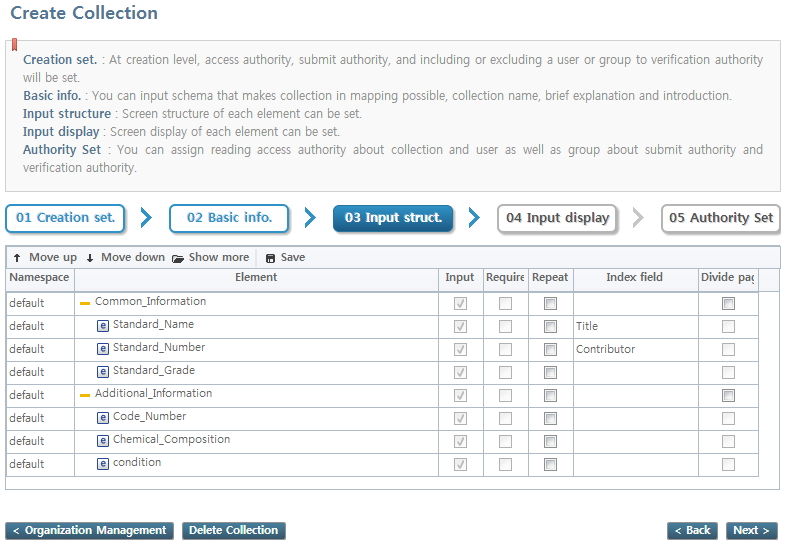 Create Collection
Creation set. : At creation level, access authority, submit authority, and including or excluding a user or group to verification authority
will be set.
Basic info. : You can input schema that makes collection in mapping possible, collection name, brief explanation and introduction.
Input structure : Screen structure of each element can be set.
Input display : Screen display of each element can be set.
Authority Set : You can assign reading access authority about collection and user as well as group about submit authority and
verification authority.
01 Creation set. 02 Basic info. 03 Input struct. 04 Input display 05 Authority Set
Move up Move down Show more Save
Namespace Element Input Require Repeat Index field Divide pag
default Common_Information
default e Standard_Name Title
default e Standard_Number Contributor
default e Standard_Grade
default Additional_Information
default e Code_Number
default e Chemical_Composition
default e condition
< Organization Management Delete Collection < Back Next >